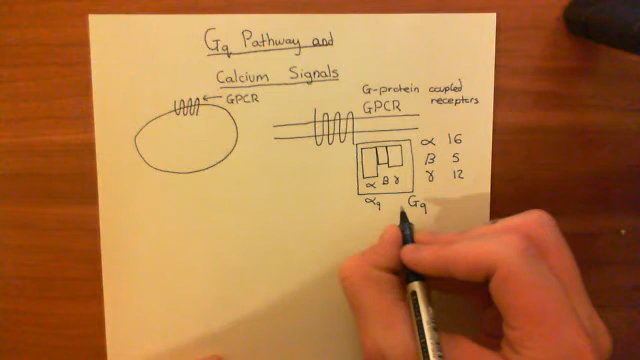 Gq Pathway and
Calcium Signals
GPCR
G-protein coupled
receptors
GPCR
α 16
β 5
γ 12
α β γ
αq
Gq